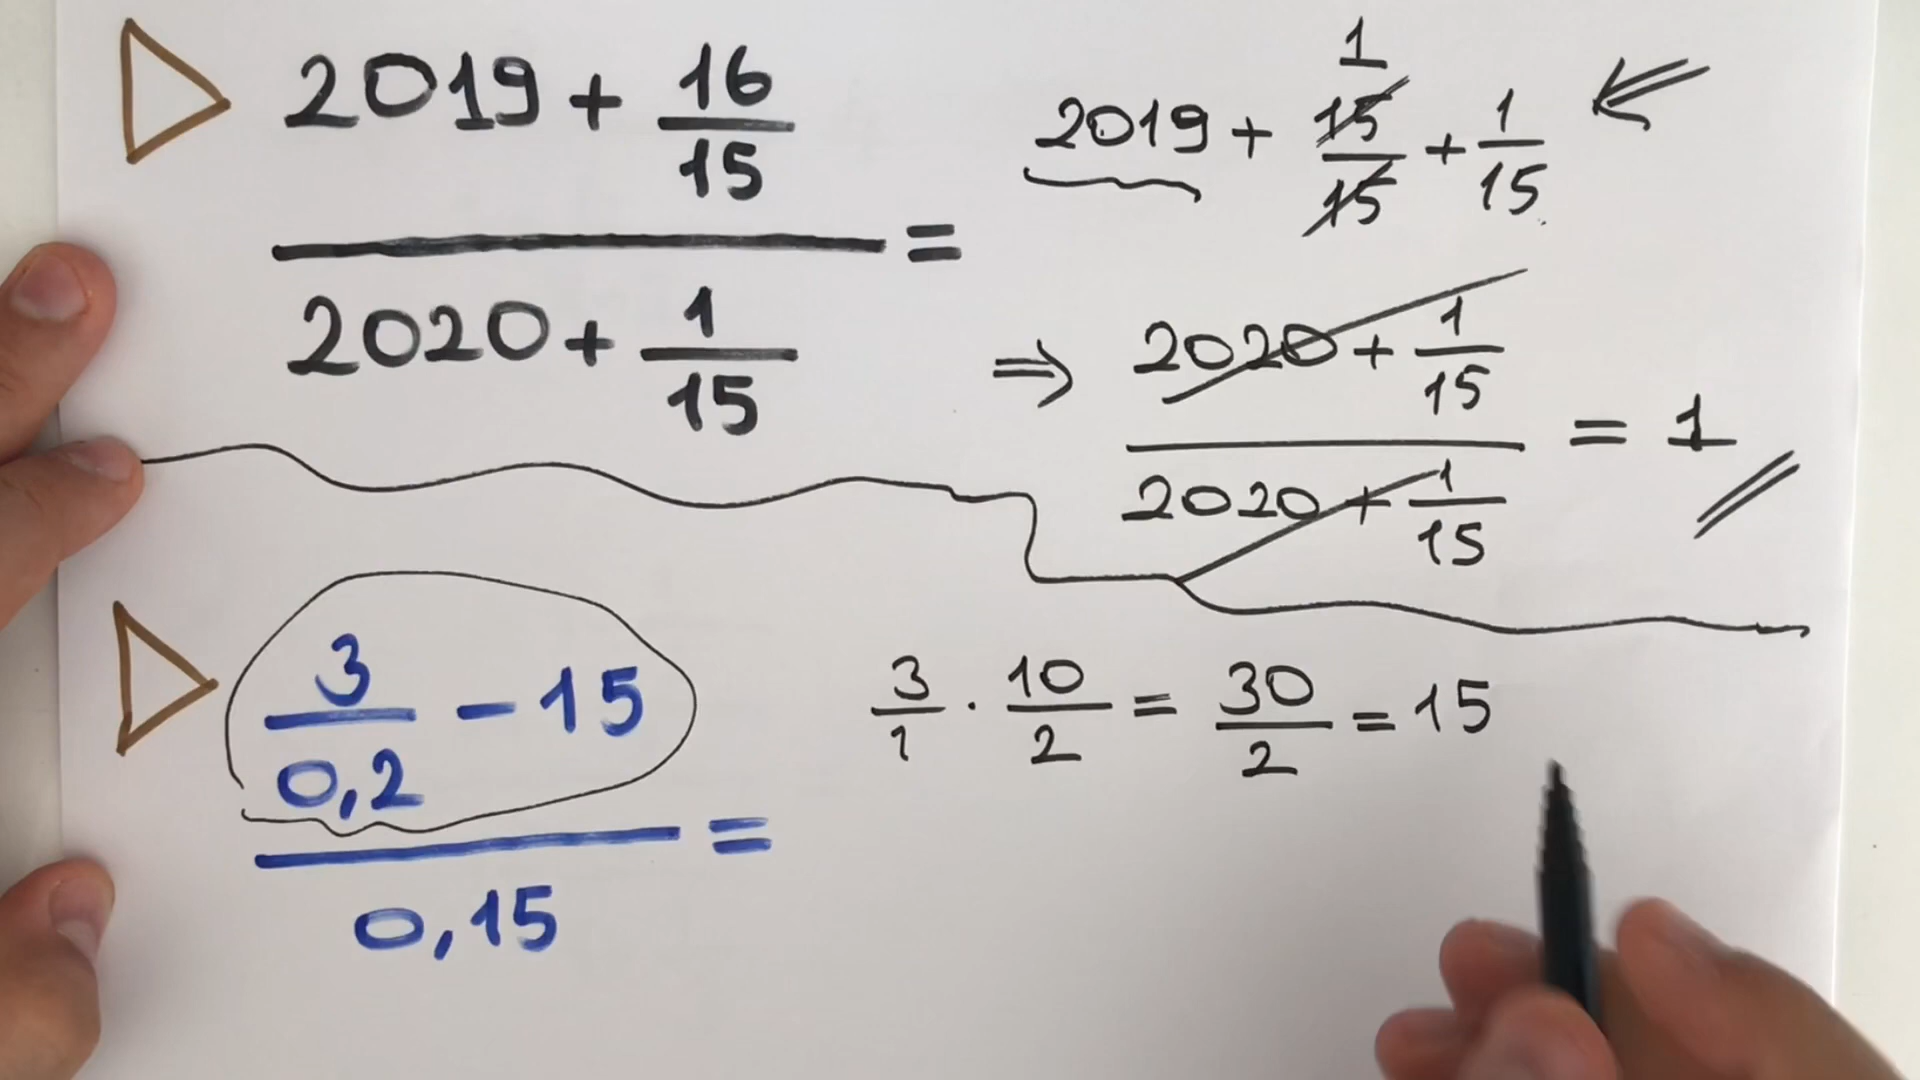 2019 + 16/15
2020 + 1/15
=
2019 + 15/15 + 1/15
1
⇒ 2020 + 1/15
2020 + 1/15
= 1
3/0,2 - 15
0,15
=
3/1 · 10/2 = 30/2 = 15